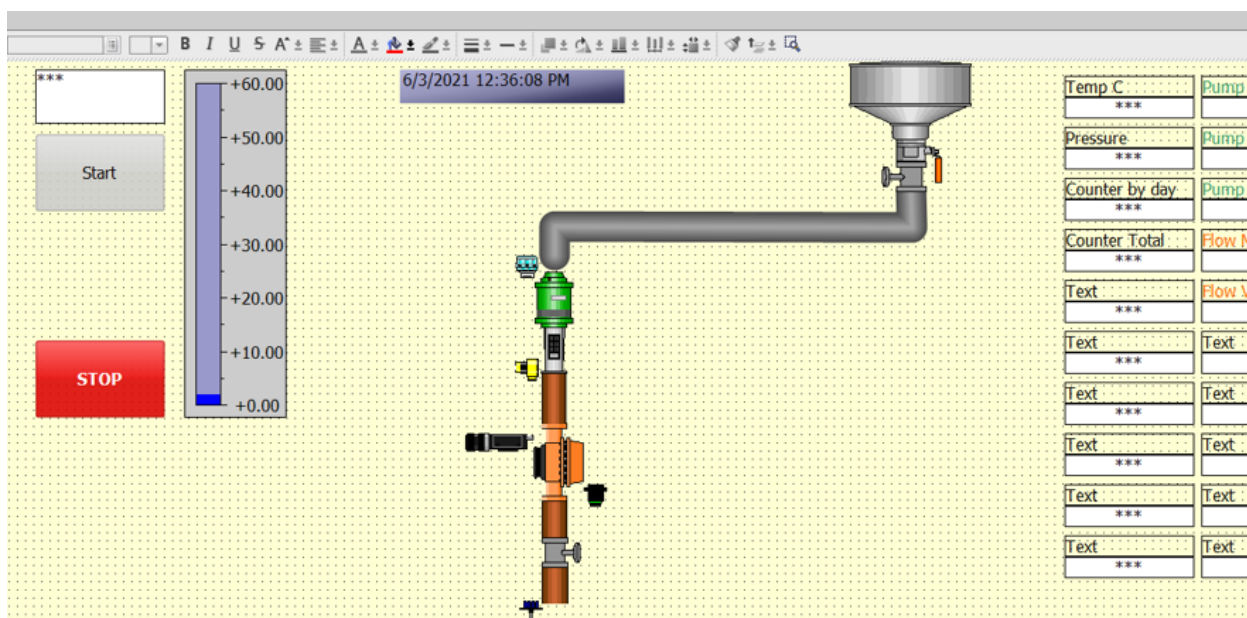 B I U S A
A
***
Start
STOP
+60.00
+50.00
+40.00
+30.00
+20.00
+10.00
+0.00
6/3/2021 12:36:08 PM
Temp C
***
Pressure
***
Counter by day
***
Counter Total
***
Text
***
Text
***
Text
***
Text
***
Text
***
Text
***
Pump
Pump
Pump
Flow
Flow
Text
Text
Text
Text
Text